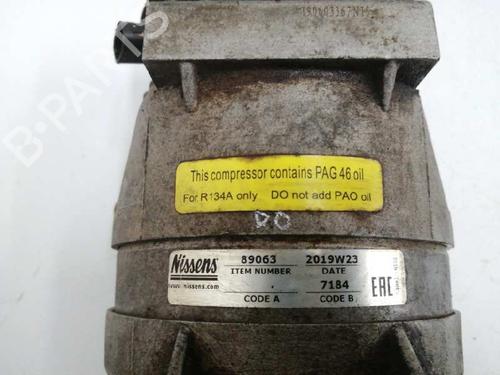 B-PARTS
This compressor contains PAG 46 oil
For R134A only DO not add PAO oil
DO
Nissens
89063 2019W23
ITEM NUMBER DATE
www.nissens.com
. 7184
CODE A CODE B
EAC